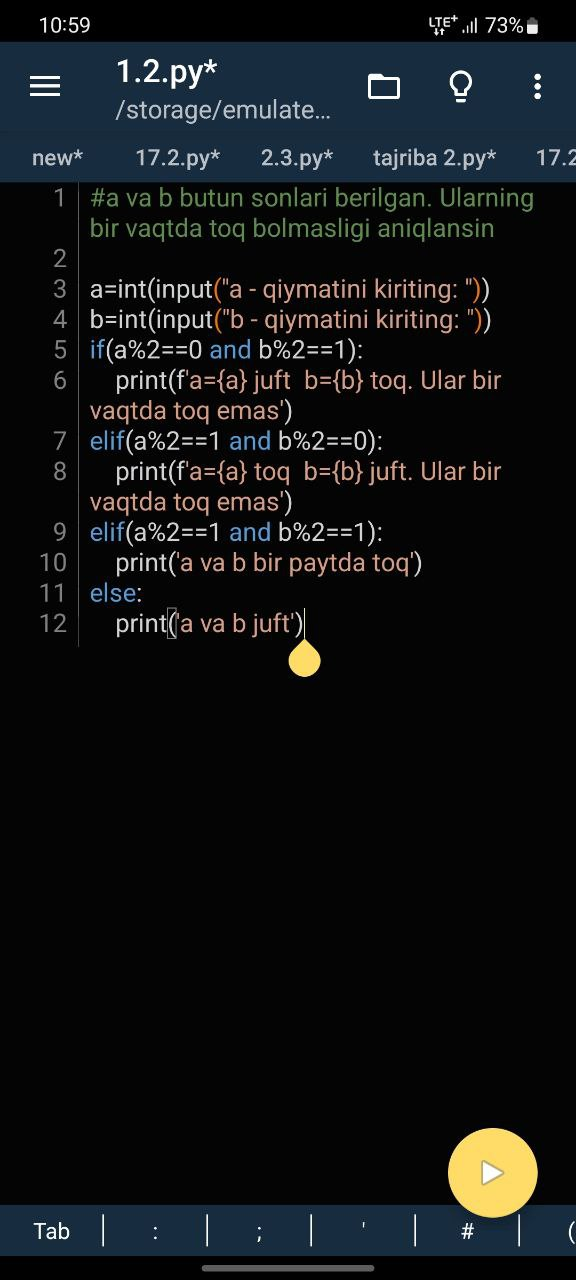 10:59 LTE+ 73%
1.2.py*
/storage/emulate...
new* 17.2.py* 2.3.py* tajriba 2.py* 17.2
1 #a va b butun sonlari berilgan. Ularning
bir vaqtda toq bolmasligi aniqlansin
2
3 a=int(input("a - qiymatini kiriting: "))
4 b=int(input("b - qiymatini kiriting: "))
5 if(a%2==0 and b%2==1):
6 print(f'a={a} juft  b={b} toq. Ular bir
vaqtda toq emas')
7 elif(a%2==1 and b%2==0):
8 print(f'a={a} toq  b={b} juft. Ular bir
vaqtda toq emas')
9 elif(a%2==1 and b%2==1):
10 print('a va b bir paytda toq')
11 else:
12 print('a va b juft')
Tab | : | ; | ' | # | (